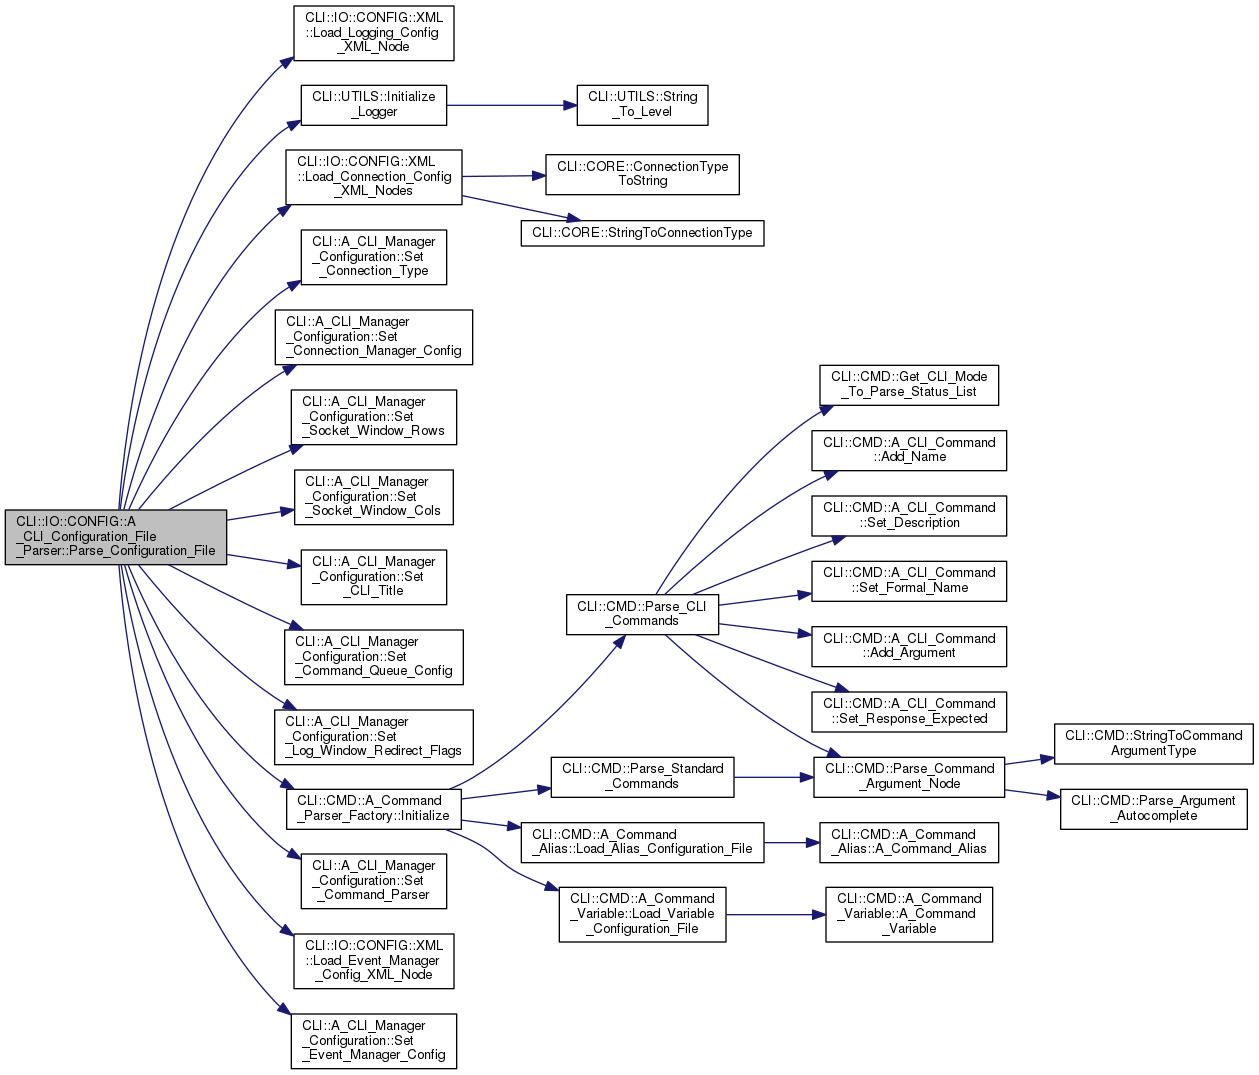 CLI::IO::CONFIG::XML
::Load_Logging_Config
_XML_Node
CLI::UTILS::Initialize
_Logger
CLI::UTILS::String
_To_Level
CLI::IO::CONFIG::XML
::Load_Connection_Config
_XML_Nodes
CLI::CORE::ConnectionType
ToString
CLI::CORE::StringToConnectionType
CLI::A_CLI_Manager
_Configuration::Set
_Connection_Type
CLI::A_CLI_Manager
_Configuration::Set
_Connection_Manager_Config
CLI::A_CLI_Manager
_Configuration::Set
_Socket_Window_Rows
CLI::A_CLI_Manager
_Configuration::Set
_Socket_Window_Cols
CLI::IO::CONFIG::A
_CLI_Configuration_File
_Parser::Parse_Configuration_File
CLI::A_CLI_Manager
_Configuration::Set
_CLI_Title
CLI::A_CLI_Manager
_Configuration::Set
_Command_Queue_Config
CLI::A_CLI_Manager
_Configuration::Set
_Log_Window_Redirect_Flags
CLI::CMD::A_Command
_Parser_Factory::Initialize
CLI::A_CLI_Manager
_Configuration::Set
_Command_Parser
CLI::IO::CONFIG::XML
::Load_Event_Manager
_Config_XML_Node
CLI::A_CLI_Manager
_Configuration::Set
_Event_Manager_Config
CLI::CMD::Parse_CLI
_Commands
CLI::CMD::Parse_Standard
_Commands
CLI::CMD::A_Command
_Alias::Load_Alias_Configuration_File
CLI::CMD::A_Command
_Variable::Load_Variable
_Configuration_File
CLI::CMD::Get_CLI_Mode
_To_Parse_Status_List
CLI::CMD::A_CLI_Command
::Add_Name
CLI::CMD::A_CLI_Command
::Set_Description
CLI::CMD::A_CLI_Command
::Set_Formal_Name
CLI::CMD::A_CLI_Command
::Add_Argument
CLI::CMD::A_CLI_Command
::Set_Response_Expected
CLI::CMD::Parse_Command
_Argument_Node
CLI::CMD::A_Command
_Alias::A_Command_Alias
CLI::CMD::A_Command
_Variable::A_Command
_Variable
CLI::CMD::StringToCommand
ArgumentType
CLI::CMD::Parse_Argument
_Autocomplete